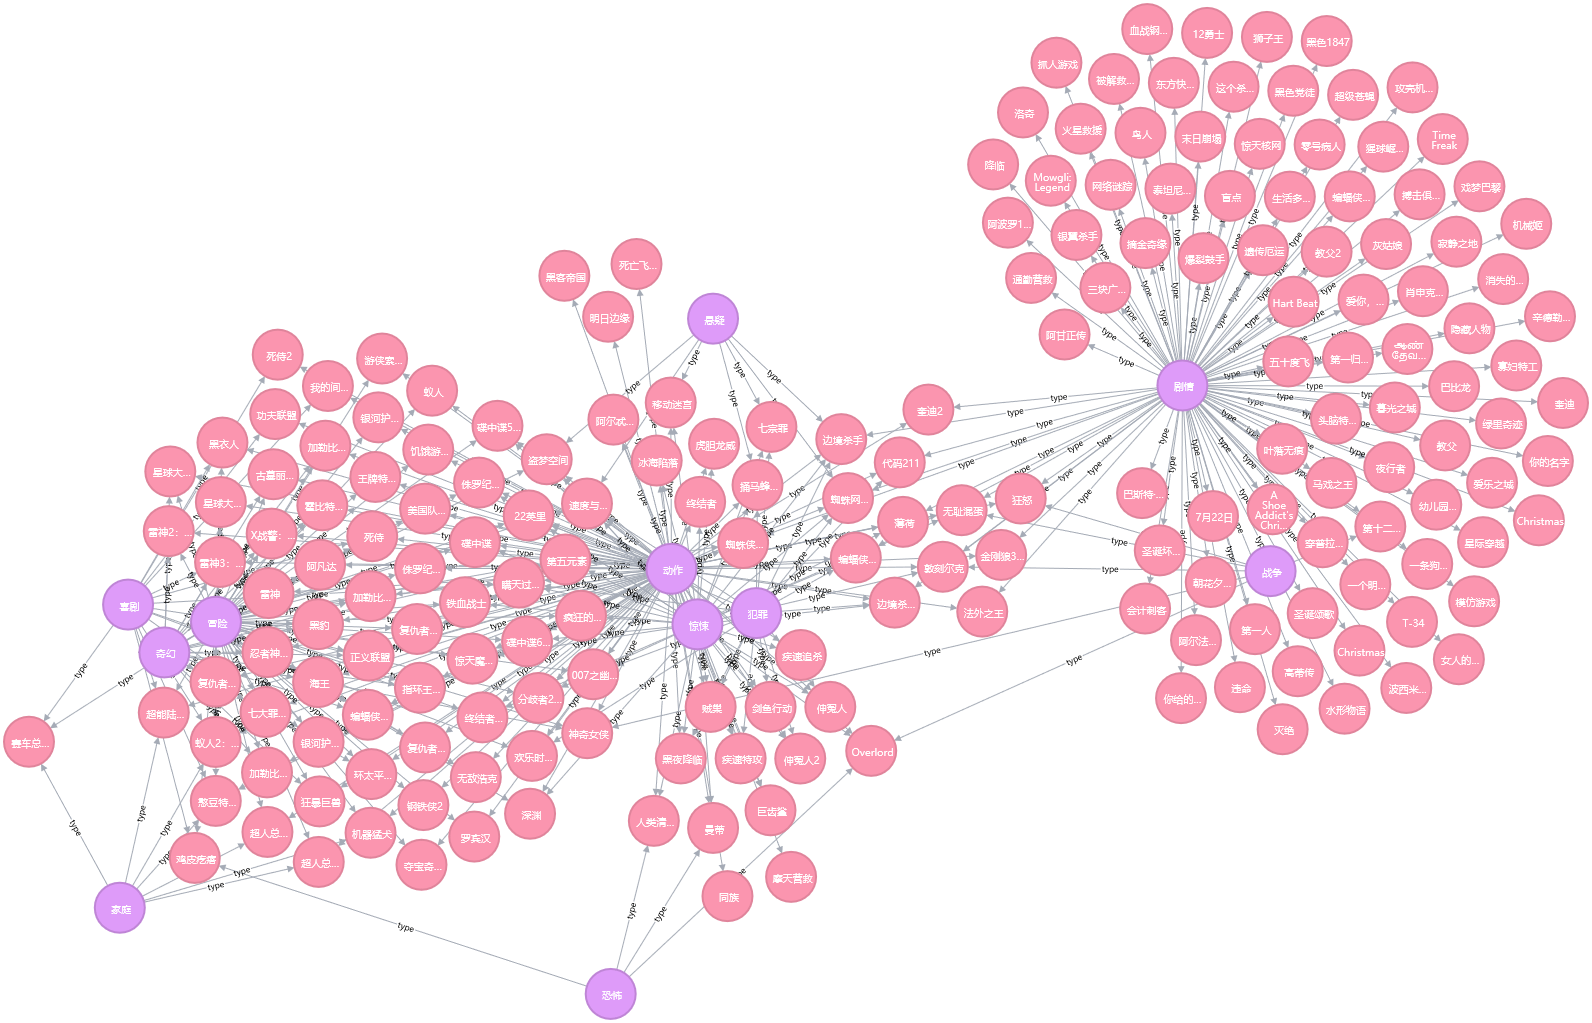 血战钢...
12勇士
狮子王
黑色1847
抓人游戏
被解救...
东方快...
这个杀...
黑色党徒
超级苍蝇
攻壳机...
洛奇
火星救援
鸟人
末日崩塌
惊天核网
零号病人
猩球崛...
Time
Freak
降临
Mowgli:
Legend
网络谜踪
泰坦尼...
盲点
生活多...
蝙蝠侠...
搏击俱...
戏梦巴黎
阿波罗1...
银翼杀手
摘金奇缘
爆裂鼓手
遗传厄运
教父2
灰姑娘
寂静之地
机械姬
通勤营救
三块广...
Hart Beat
爱你，...
肖申克...
消失的...
阿甘正传
剧情
五十度飞
第一归...
隐藏人物
辛德勒...
巴比龙
寡妇特工
奎迪
头脑特...
暮光之城
教父
绿里奇迹
叶落无痕
夜行者
你的名字
马戏之王
爱乐之城
巴斯特·...
7月22日
A
Shoe
Addict's
Chri...
第十二...
幼儿园...
Christmas
圣诞坏...
穿普拉...
一条狗...
星际穿越
战争
朝花夕...
一个明...
模仿游戏
会计刺客
圣诞颂歌
T-34
阿尔法...
第一人
Christmas
女人的...
你给的...
违命
高蒂传
波西米...
灭绝
水形物语
黑客帝国
死亡飞...
明日边缘
悬疑
死侍2
游侠索...
我的间...
蚁人
功夫联盟
银河护...
碟中谍5...
阿尔忒...
移动迷宫
七宗罪
边境杀手
奎迪2
黑衣人
加勒比...
饥饿游...
盗梦空间
冰海陷落
虎胆龙威
代码211
星球大...
古墓丽...
王牌特...
侏罗纪...
速度与...
终结者
捅马蜂...
蜘蛛网...
无耻混蛋
狂怒
星球大...
霍比特...
美国队...
22英里
薄荷
雷神2：...
X战警：...
死侍
碟中谍
第五元素
动作
蜘蛛侠...
蝙蝠侠...
敦刻尔克
金刚狼3...
雷神3：...
阿凡达
侏罗纪...
瞒天过...
喜剧
雷神
加勒比...
铁血战士
疯狂的...
犯罪
边境杀...
法外之王
冒险
黑豹
复仇者...
碟中谍6...
惊悚
奇幻
忍者神...
正义联盟
惊天魔...
疾速追杀
复仇者...
海王
指环王...
分歧者2...
007之幽...
超能陆...
七大罪...
蝙蝠侠...
终结者...
神奇女侠
贼巢
剑鱼行动
伸冤人
赛车总...
蚁人2：...
银河护...
复仇者...
欢乐时...
黑夜降临
疾速特攻
伸冤人2
Overlord
加勒比...
环太平...
无敌浩克
憨豆特...
狂暴巨兽
钢铁侠2
深渊
人类清...
曼蒂
巨齿鲨
超人总...
机器猛犬
罗宾汉
鸡皮疙瘩
超人总...
夺宝奇...
同族
摩天营救
家庭
恐怖
type